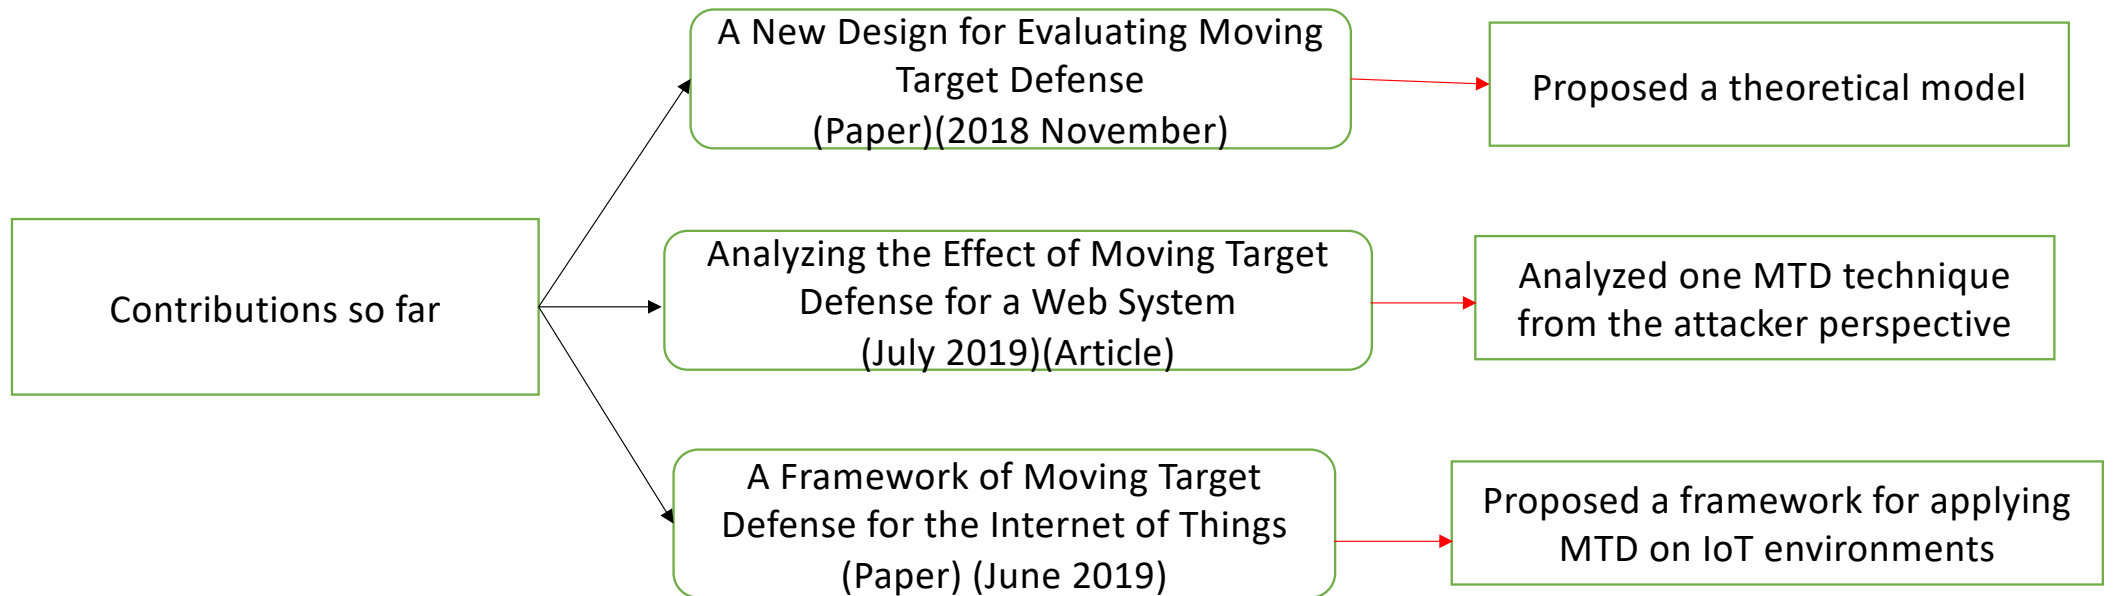 Contributions so far
A New Design for Evaluating Moving
Target Defense
(Paper)(2018 November)
Proposed a theoretical model
Analyzing the Effect of Moving Target
Defense for a Web System
(July 2019)(Article)
Analyzed one MTD technique
from the attacker perspective
A Framework of Moving Target
Defense for the Internet of Things
(Paper) (June 2019)
Proposed a framework for applying
MTD on IoT environments